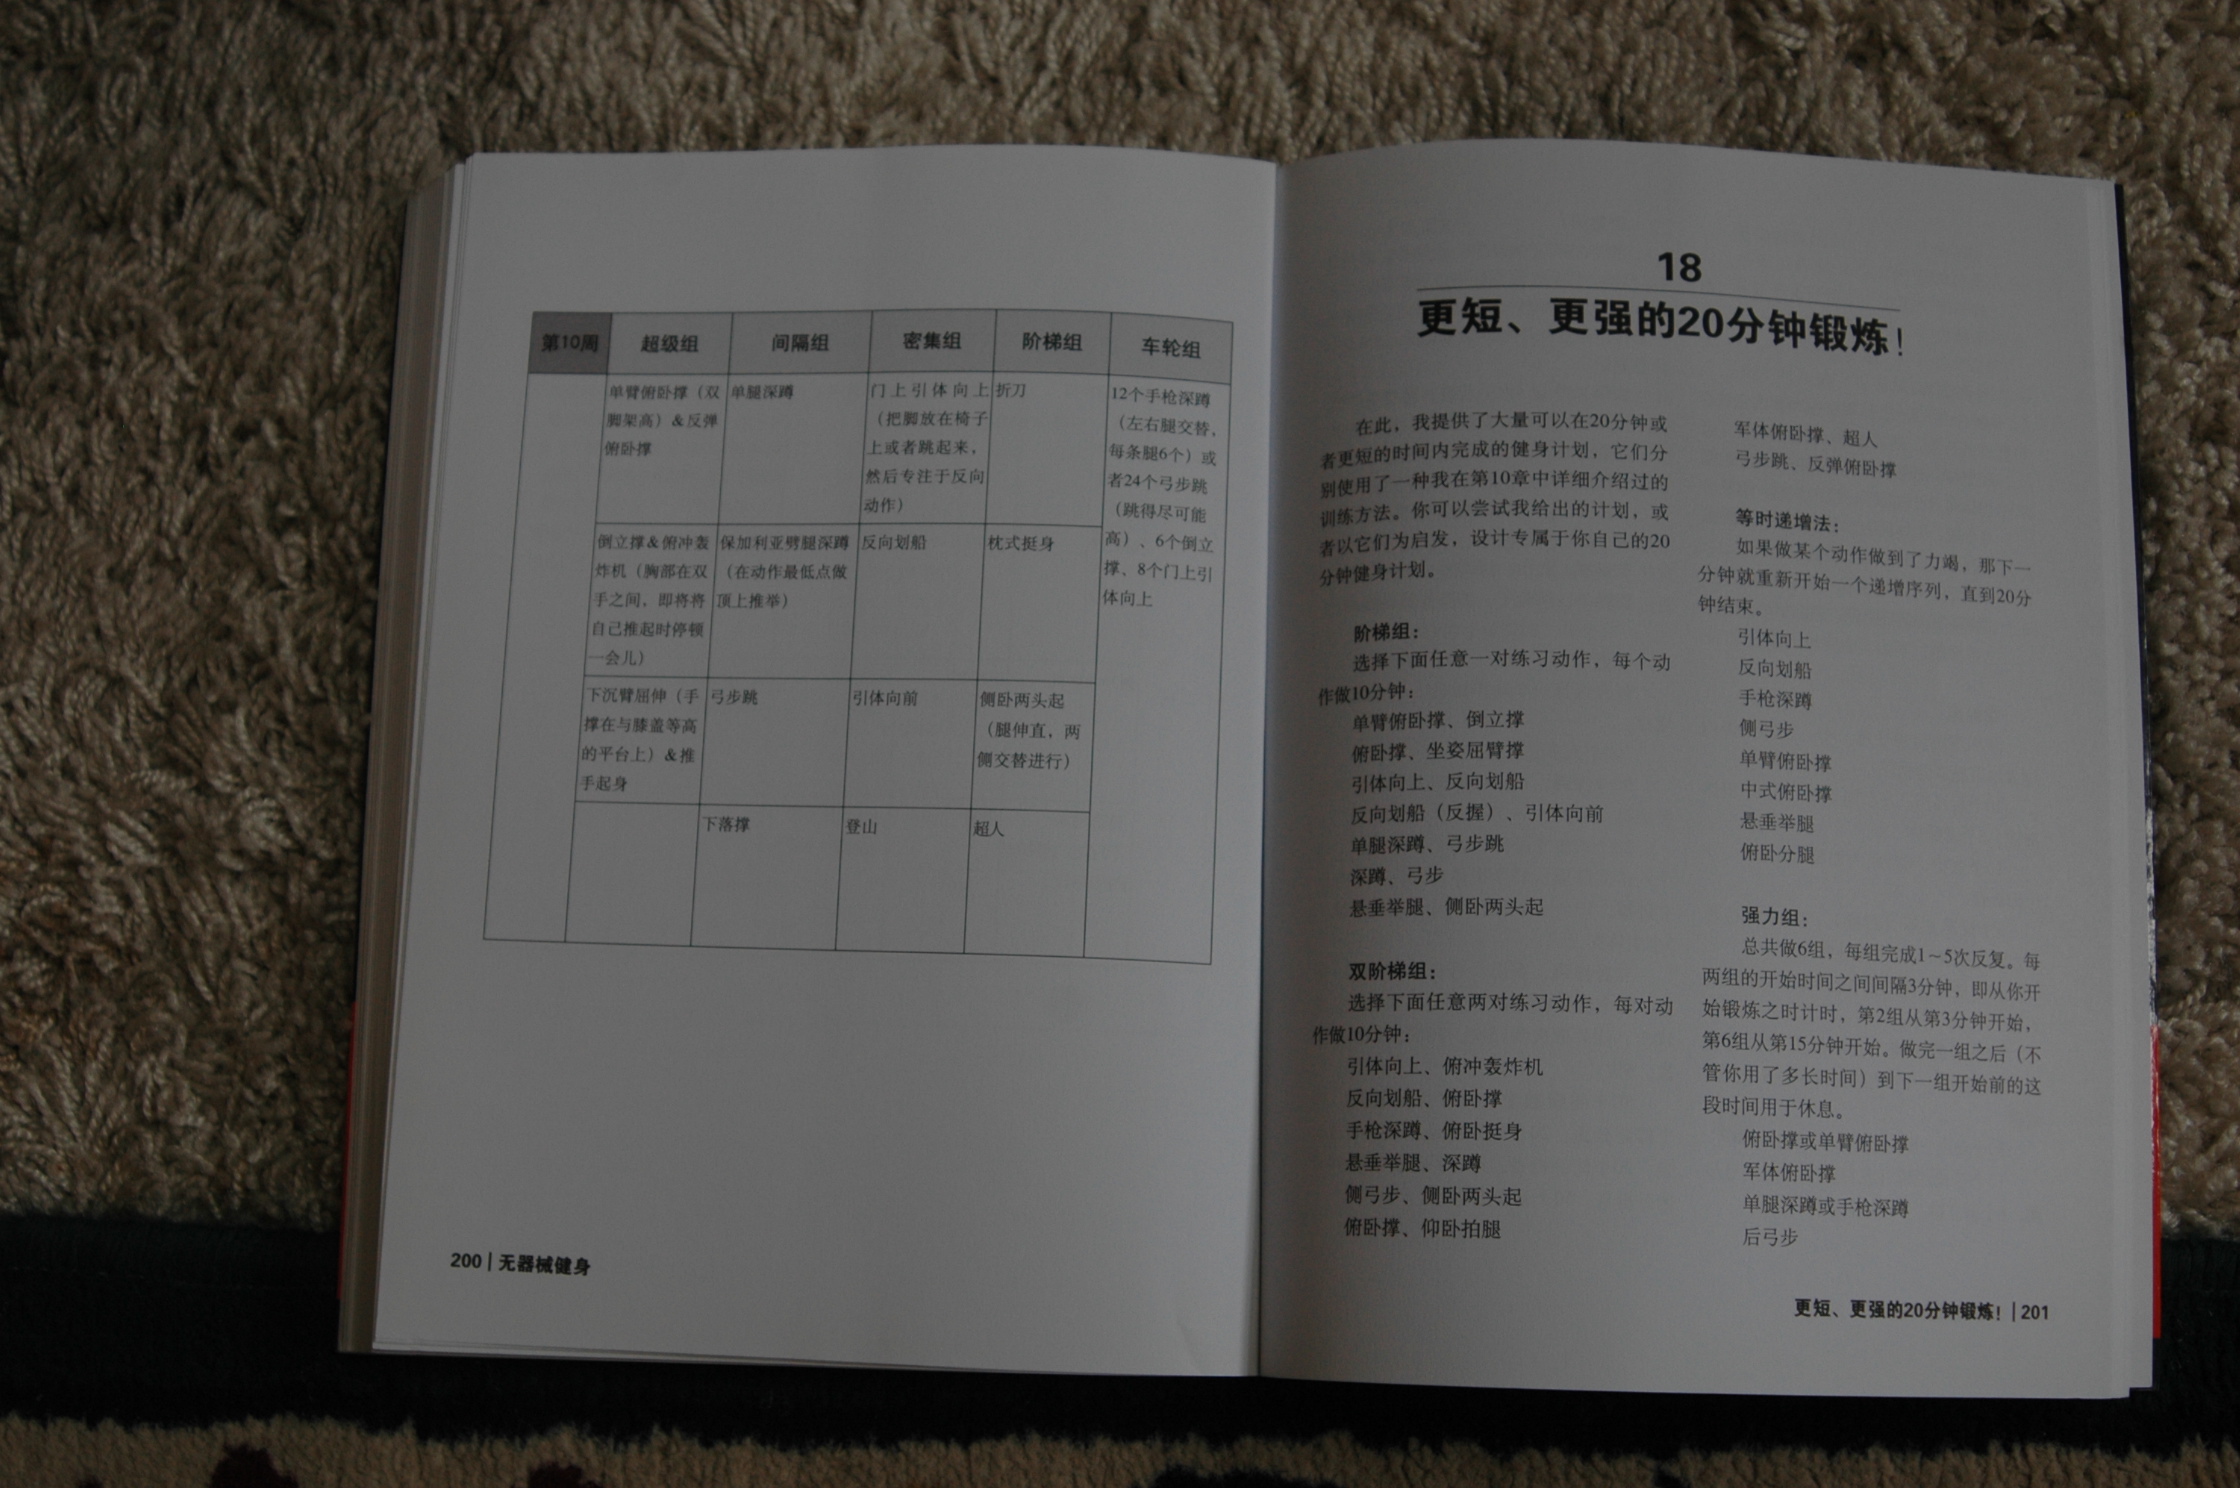 第10周 超级组 间隔组 密集组 阶梯组 车轮组
单臂俯卧撑（双
脚架高）＆反弹
俯卧撑
单腿深蹲
门上引体向上
（把脚放在椅子
上或者跳起来，
然后专注于反向
动作）
折刀
12个手枪深蹲
（左右腿交替，
每条腿6个）或
者24个弓步跳
（跳得尽可能
高）、6个倒立
撑、8个门上引
体向上
倒立撑＆俯冲轰
炸机（胸部在双
手之间，即将将
自己推起时停顿
一会儿）
保加利亚劈腿深蹲
（在动作最低点做
顶上推举）
反向划船
枕式挺身
下沉臂屈伸（手
撑在与膝盖等高
的平台上）＆推
手起身
弓步跳
引体向前
侧卧两头起
（腿伸直，两
侧交替进行）
下落撑
登山
超人
200 | 无器械健身
18
更短、更强的20分钟锻炼！
在此，我提供了大量可以在20分钟或
者更短的时间内完成的健身计划，它们分
别使用了一种我在第10章中详细介绍过的
训练方法。你可以尝试我给出的计划，或
者以它们为启发，设计专属于你自己的20
分钟健身计划。
阶梯组：
选择下面任意一对练习动作，每个动
作做10分钟：
单臂俯卧撑、倒立撑
俯卧撑、坐姿屈臂撑
引体向上、反向划船
反向划船（反握）、引体向前
单腿深蹲、弓步跳
深蹲、弓步
悬垂举腿、侧卧两头起
双阶梯组：
选择下面任意两对练习动作，每对动
作做10分钟：
引体向上、俯冲轰炸机
反向划船、俯卧撑
手枪深蹲、俯卧挺身
悬垂举腿、深蹲
侧弓步、侧卧两头起
俯卧撑、仰卧拍腿
军体俯卧撑、超人
弓步跳、反弹俯卧撑
等时递增法：
如果做某个动作做到了力竭，那下一
分钟就重新开始一个递增序列，直到20分
钟结束。
引体向上
反向划船
手枪深蹲
侧弓步
单臂俯卧撑
中式俯卧撑
悬垂举腿
俯卧分腿
强力组：
总共做6组，每组完成1～5次反复。每
两组的开始时间之间间隔3分钟，即从你开
始锻炼之时计时，第2组从第3分钟开始，
第6组从第15分钟开始。做完一组之后（不
管你用了多长时间）到下一组开始前的这
段时间用于休息。
俯卧撑或单臂俯卧撑
军体俯卧撑
单腿深蹲或手枪深蹲
后弓步
更短、更强的20分钟锻炼！ | 201